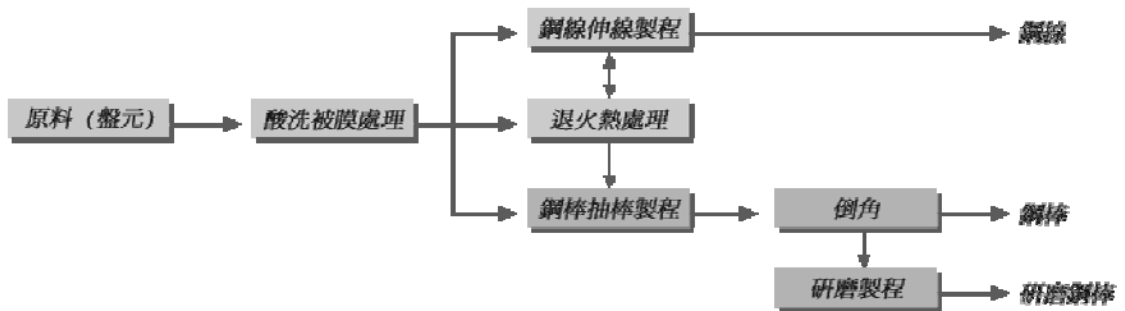 鋼線伸線製程
鋼線
原料（盤元）
酸洗被膜處理
退火熱處理
鋼棒抽棒製程
倒角
鋼棒
研磨製程
研磨鋼棒